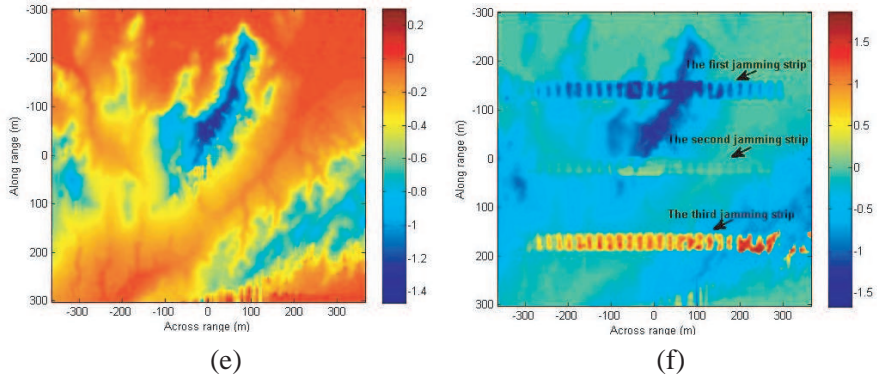 -300
-200
-100
0
100
200
300
-300 -200 -100 0 100 200 300
Along range (m)
Across range (m)
0.2
0
-0.2
-0.4
-0.6
-0.8
-1
-1.2
-1.4
(e)
-300
-200
-100
0
100
200
300
-300 -200 -100 0 100 200 300
Along range (m)
Across range (m)
The first jamming strip
The second jamming strip
The third jamming strip
1.5
1
0.5
0
-0.5
-1
-1.5
(f)